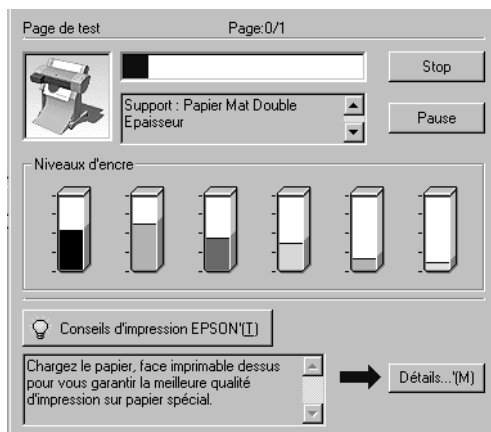 Page de test Page:0/1
Stop
Support : Papier Mat Double
Epaisseur
Pause
Niveaux d'encre
Conseils d'impression EPSON'(T)
Chargez le papier, face imprimable dessus
pour vous garantir la meilleure qualité
d'impression sur papier spécial.
Détails...'(M)